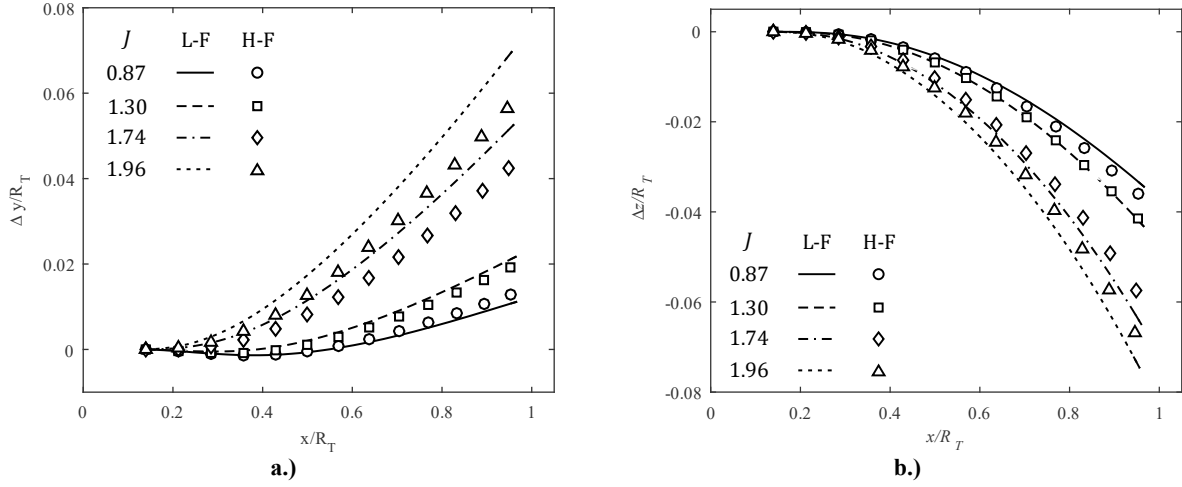 0.08
0.06
0.04
0.02
0
Δ y/R_T
J L-F H-F
0.87
1.30
1.74
1.96
0 0.2 0.4 0.6 0.8 1
x/R_T
a.)
0
-0.02
-0.04
-0.06
-0.08
Δz/R_T
J L-F H-F
0.87
1.30
1.74
1.96
0 0.2 0.4 0.6 0.8 1
x/R_T
b.)